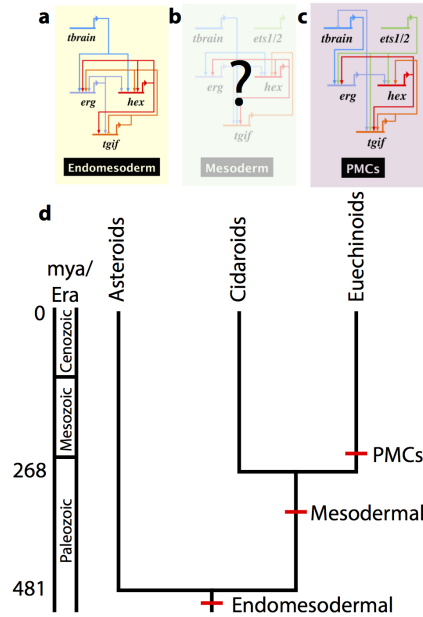 a
tbrain
erg
hex
tgif
Endomesoderm
b
tbrain
ets1/2
?
erg
hex
tgif
Mesoderm
c
tbrain
ets1/2
erg
hex
tgif
PMCs
d
mya/
Era
Asteroids
Cidaroids
Euechinoids
0
Cenozoic
Mesozoic
268
Paleozoic
481
PMCs
Mesodermal
Endomesodermal